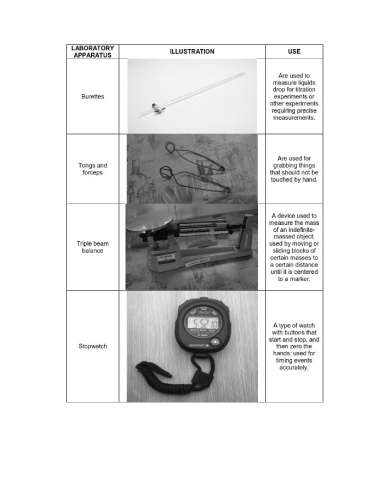 LABORATORY
APPARATUS
ILLUSTRATION
USE
Burettes
Are used to
measure liquids
drop for titration
experiments or
other experiments
requiring precise
measurements.
Tongs and
forceps
Are used for
grabbing things
that should not be
touched by hand.
Triple beam
balance
A device used to
measure the mass
of an indefinite-
massed object;
used by moving or
sliding blocks of
certain masses to
a certain distance
until it is centered
to a marker.
Stopwatch
A type of watch
with buttons that
start and stop, and
then zero the
hands; used for
timing events
accurately.